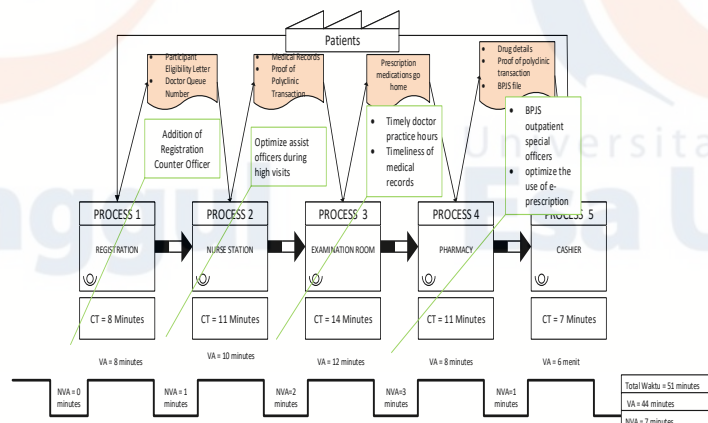 Patients
• Participant
Eligibility Letter
• Doctor Queue
Number
• Medical Records
• Proof of
Polyclinic
Transaction
Prescription
medications go
home
• Drug details
• Proof of polyclinic
transaction
• BPJS file
Addition of
Registration
Counter Officer
Optimize assist
officers during
high visits
• Timely doctor
practice hours
• Timeliness of
medical
records
• BPJS
outpatient
special
officers
• optimize the
use of e-
prescription
Universita
nggul
Esa U
PROCESS 1
REGISTRATION
PROCESS 2
NURSE STATION
PROCESS 3
EXAMINATION ROOM
PROCESS 4
PHARMACY
PROCESS 5
CASHIER
CT = 8 Minutes
CT = 11 Minutes
CT = 14 Minutes
CT = 11 Minutes
CT = 7 Minutes
VA = 8 minutes
VA = 10 minutes
VA = 12 minutes
VA = 8 minutes
VA = 6 menit
NVA = 0
minutes
NVA = 1
minutes
NVA=2
minutes
NVA=3
minutes
NVA=1
minutes
Total Waktu = 51 minutes
VA = 44 minutes
NVA = 7 minutes